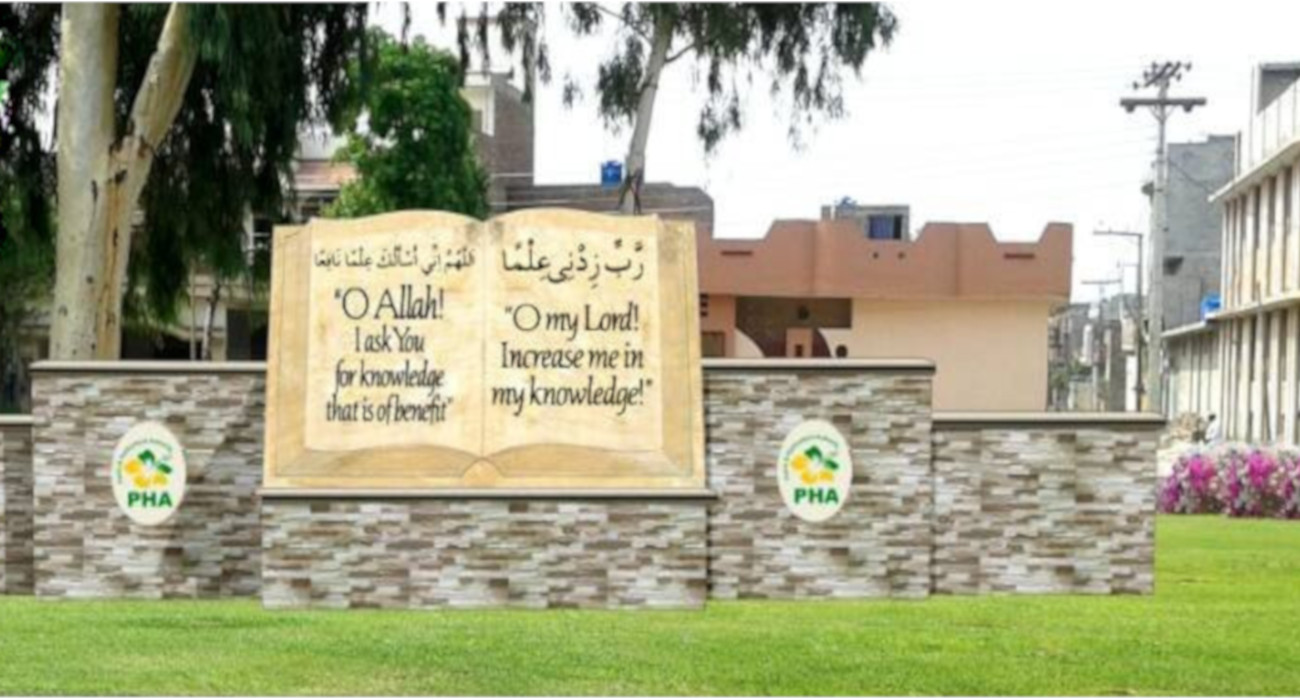 اَللّٰهُمَّ اِنِّي أَسْأَلُكَ عِلْمًا نَافِعًا
"O Allah!
I ask You
for knowledge
that is of benefit"
رَّبِّ زِدْنِى عِلْمًا
"O my Lord!
Increase me in
my knowledge!"
PHA
PHA